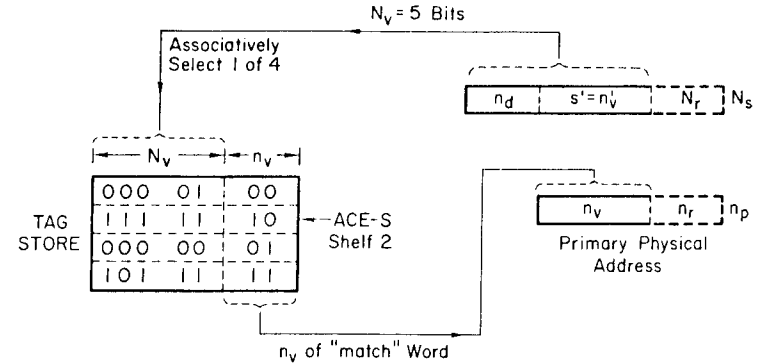 N_v = 5 Bits
Associatively
Select 1 of 4
n_d s'=n'_v N_r N_s
N_v n_v
000 01 00
111 11 10
000 00 01
101 11 11
TAG
STORE
ACE-S
Shelf 2
n_v n_r n_p
Primary Physical
Address
n_v of "match" Word